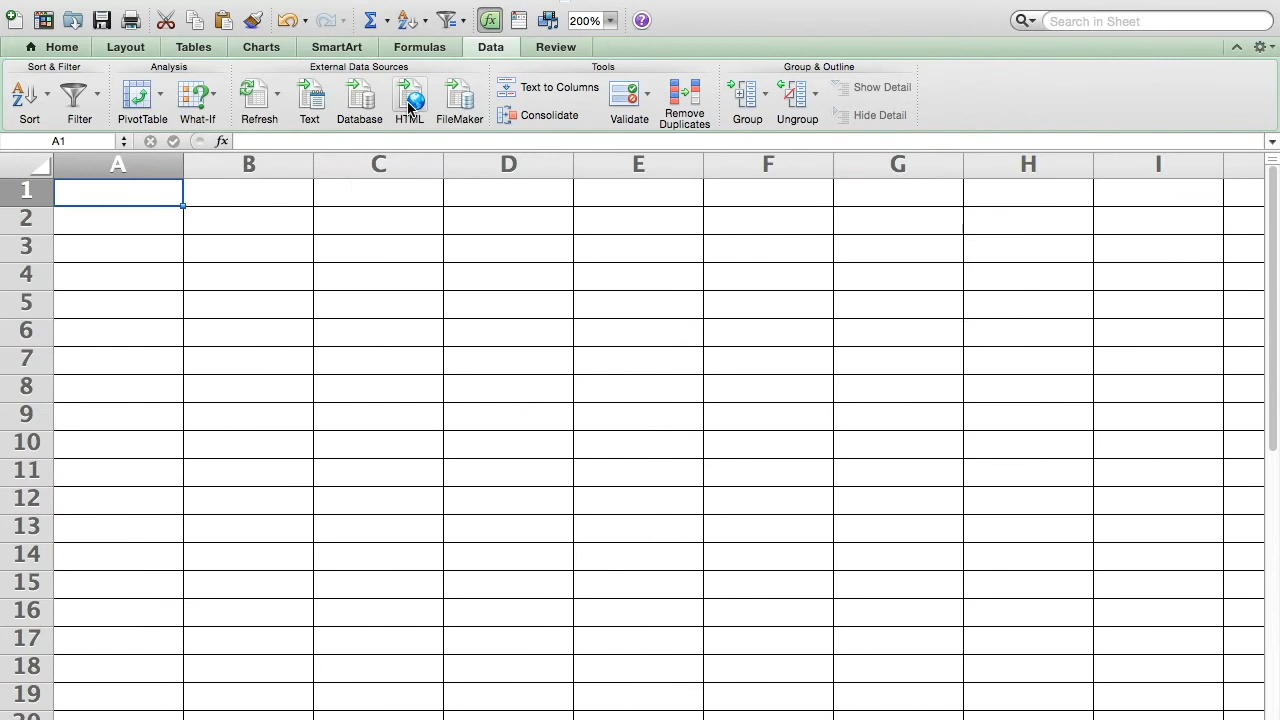 200%
Search in Sheet
Home Layout Tables Charts SmartArt Formulas Data Review
Sort & Filter Analysis External Data Sources Tools Group & Outline
Sort Filter PivotTable What-If Refresh Text Database HTML FileMaker
Text to Columns
Consolidate
Validate
Remove
Duplicates
Group Ungroup
Show Detail
Hide Detail
A1 fx
A B C D E F G H I
1
2
3
4
5
6
7
8
9
10
11
12
13
14
15
16
17
18
19
20